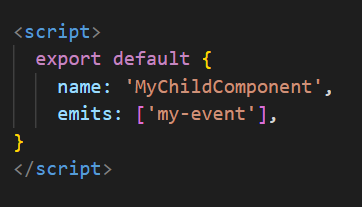 <script>
  export default {
    name: 'MyChildComponent',
    emits: ['my-event'],
}
</script>